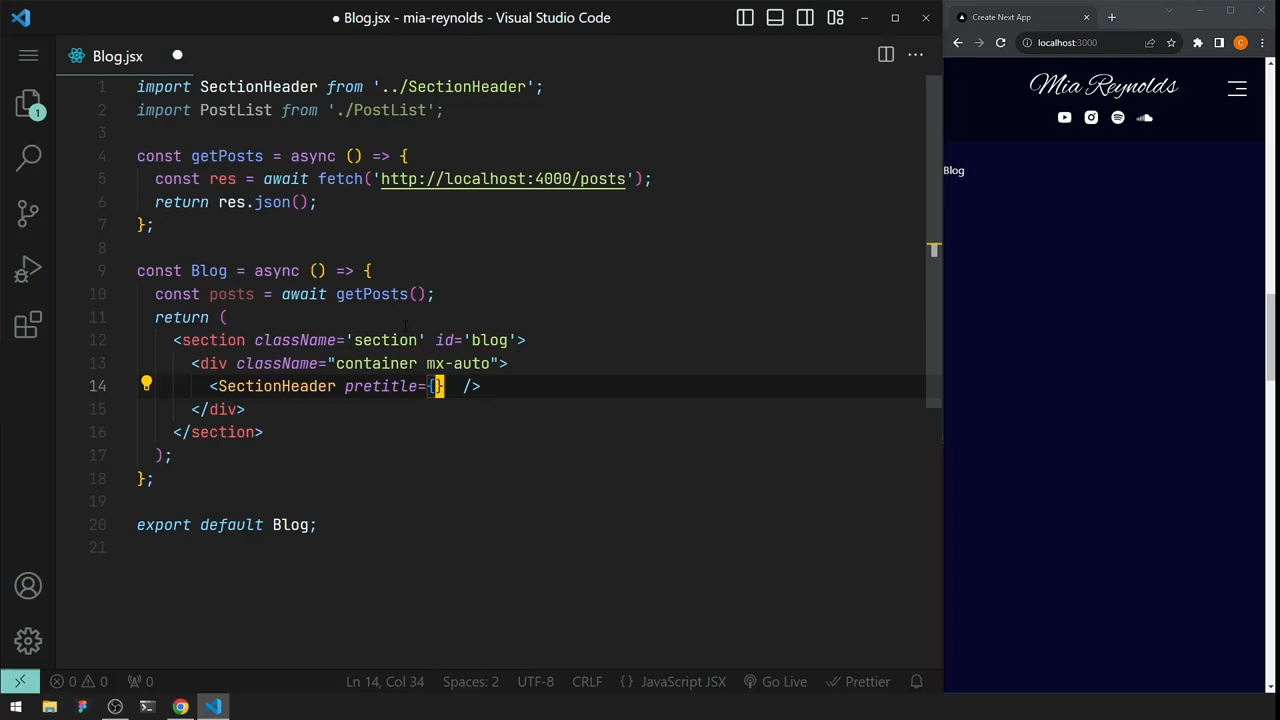 ● Blog.jsx - mia-reynolds - Visual Studio Code
Create Next App
Blog.jsx
localhost:3000
C
1
1 import SectionHeader from '../SectionHeader';
2 import PostList from './PostList';
3
4 const getPosts = async () => {
5 const res = await fetch('http://localhost:4000/posts');
6 return res.json();
7 };
8
9 const Blog = async () => {
10 const posts = await getPosts();
11 return (
12 <section className='section' id='blog'>
13 <div className="container mx-auto">
14 <SectionHeader pretitle={} />
15 </div>
16 </section>
17 );
18 };
19
20 export default Blog;
21
Mia Reynolds
Blog
0 0 0 Ln 14, Col 34 Spaces: 2 UTF-8 CRLF {} JavaScript JSX Go Live Prettier